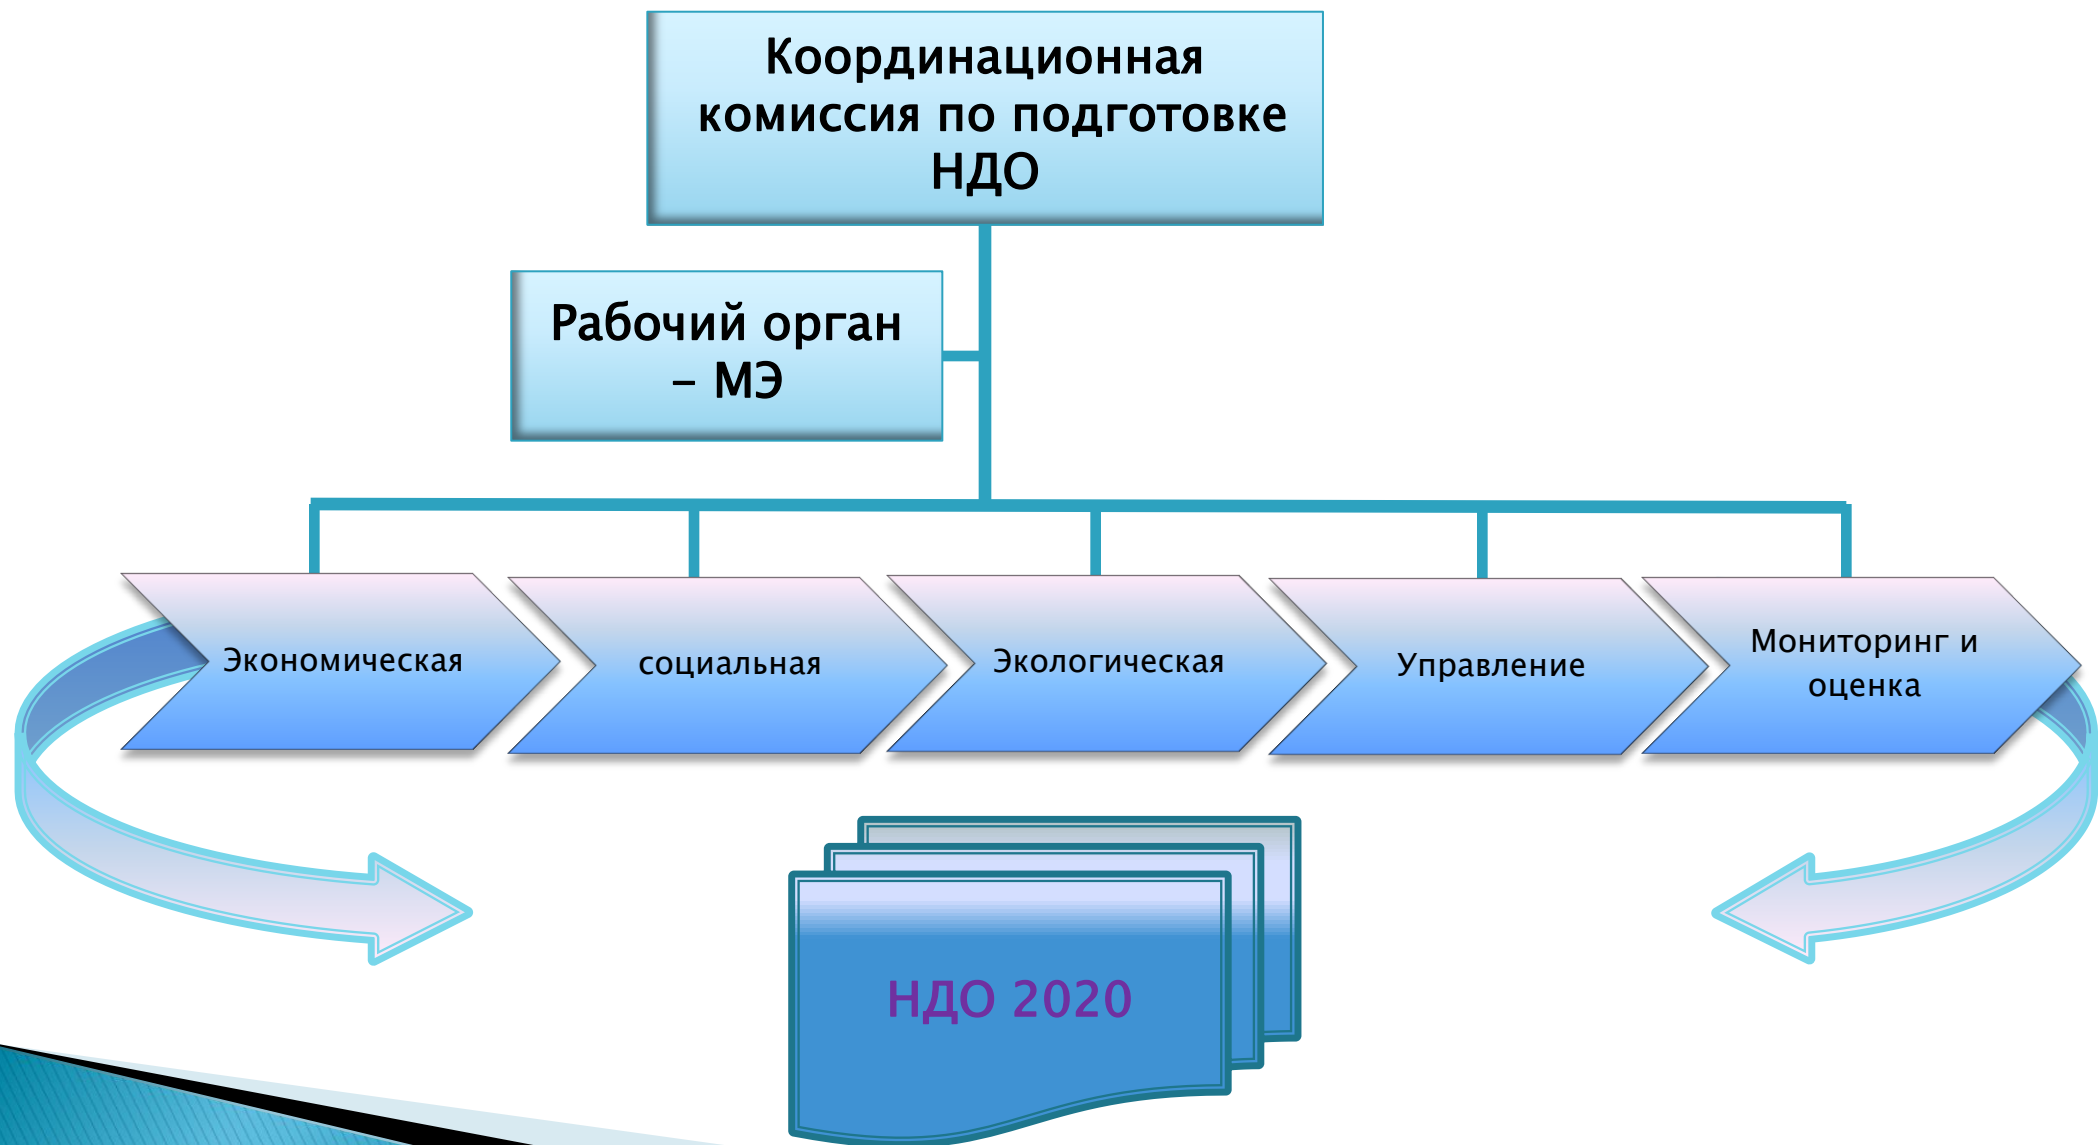 Координационная
комиссия по подготовке
НДО
Рабочий орган
– МЭ
Экономическая
социальная
Экологическая
Управление
Мониторинг и
оценка
НДО 2020